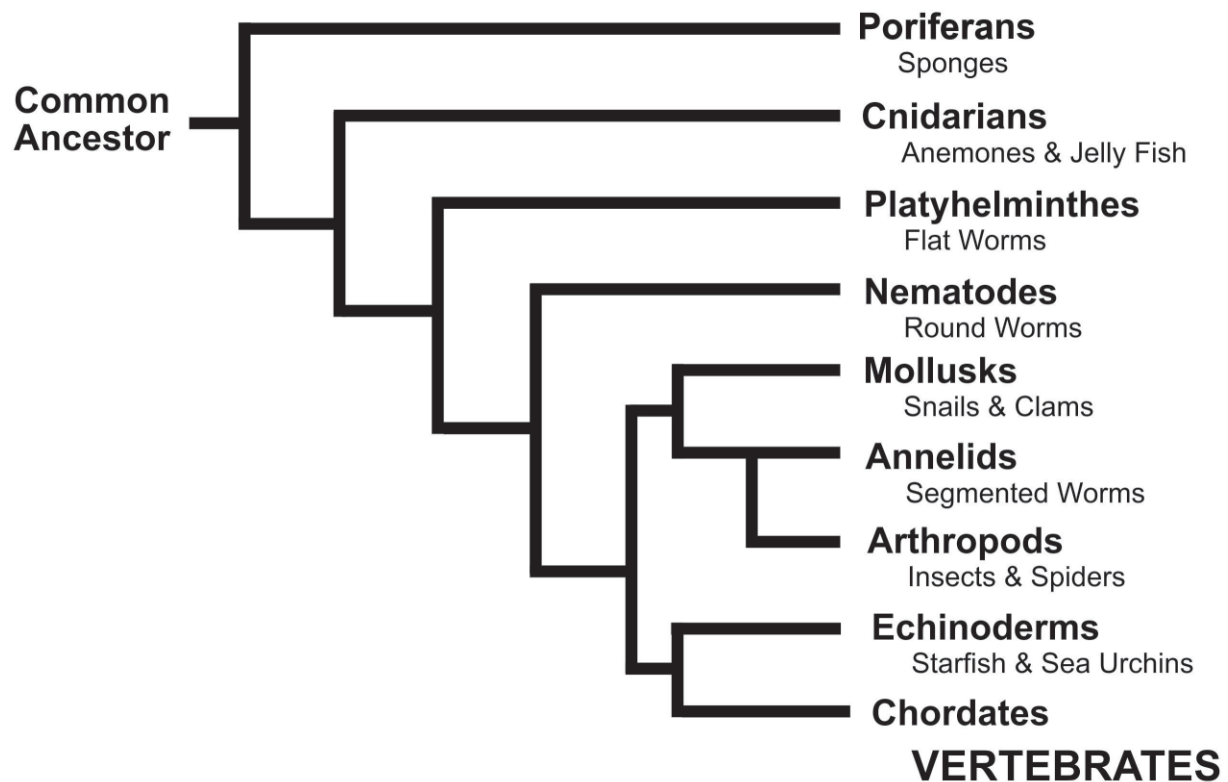 Common
Ancestor
Poriferans
Sponges
Cnidarians
Anemones & Jelly Fish
Platyhelminthes
Flat Worms
Nematodes
Round Worms
Mollusks
Snails & Clams
Annelids
Segmented Worms
Arthropods
Insects & Spiders
Echinoderms
Starfish & Sea Urchins
Chordates
VERTEBRATES